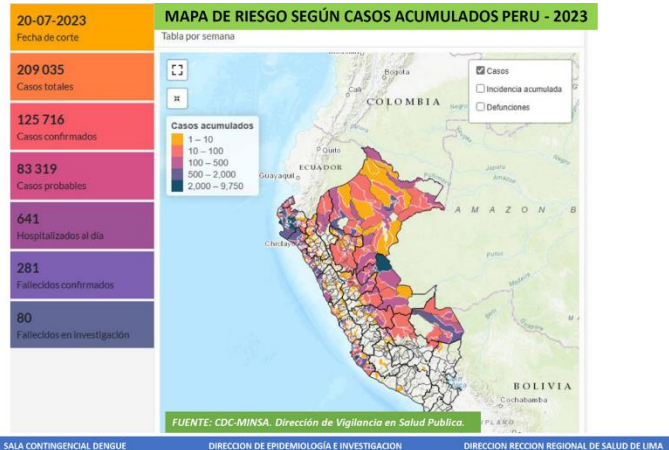 20-07-2023
Fecha de corte
209 035
Casos totales
125 716
Casos confirmados
83 319
Casos probables
641
Hospitalizados al día
281
Fallecidos confirmados
80
Fallecidos en investigación
MAPA DE RIESGO SEGÚN CASOS ACUMULADOS PERU - 2023
Tabla por semana
Casos
Incidencia acumulada
Defunciones
Casos acumulados
1 – 10
10 – 100
100 – 500
500 – 2,000
2,000 – 9,750
Bogota
Cali
COLOMBIA
Quito
ECUADOR
Guayaquil
AMAZON
Chiclayo
BOLIVIA
Cochabamba
FUENTE: CDC-MINSA. Dirección de Vigilancia en Salud Publica.
SALA CONTINGENCIAL DENGUE
DIRECCION DE EPIDEMIOLOGÍA E INVESTIGACION
DIRECCION RECCION REGIONAL DE SALUD DE LIMA